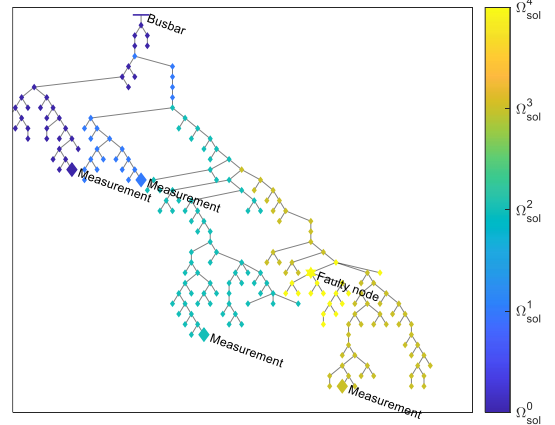 Busbar
Measurement
Measurement
Faulty node
Measurement
Measurement
Ω⁴sol
Ω³sol
Ω²sol
Ω¹sol
Ω⁰sol